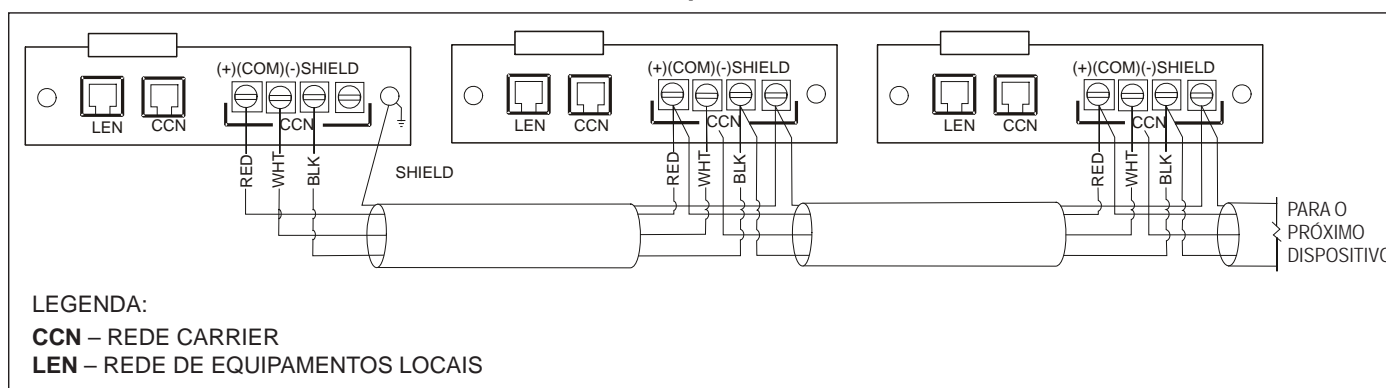 (+)(COM)(-)SHIELD
LEN
CCN
CCN
RED
WHT
BLK
SHIELD
(+)(COM)(-)SHIELD
LEN
CCN
CCN
RED
WHT
BLK
(+)(COM)(-)SHIELD
LEN
CCN
CCN
RED
WHT
BLK
PARA O
PRÓXIMO
DISPOSITIVO
LEGENDA:
CCN – REDE CARRIER
LEN – REDE DE EQUIPAMENTOS LOCAIS